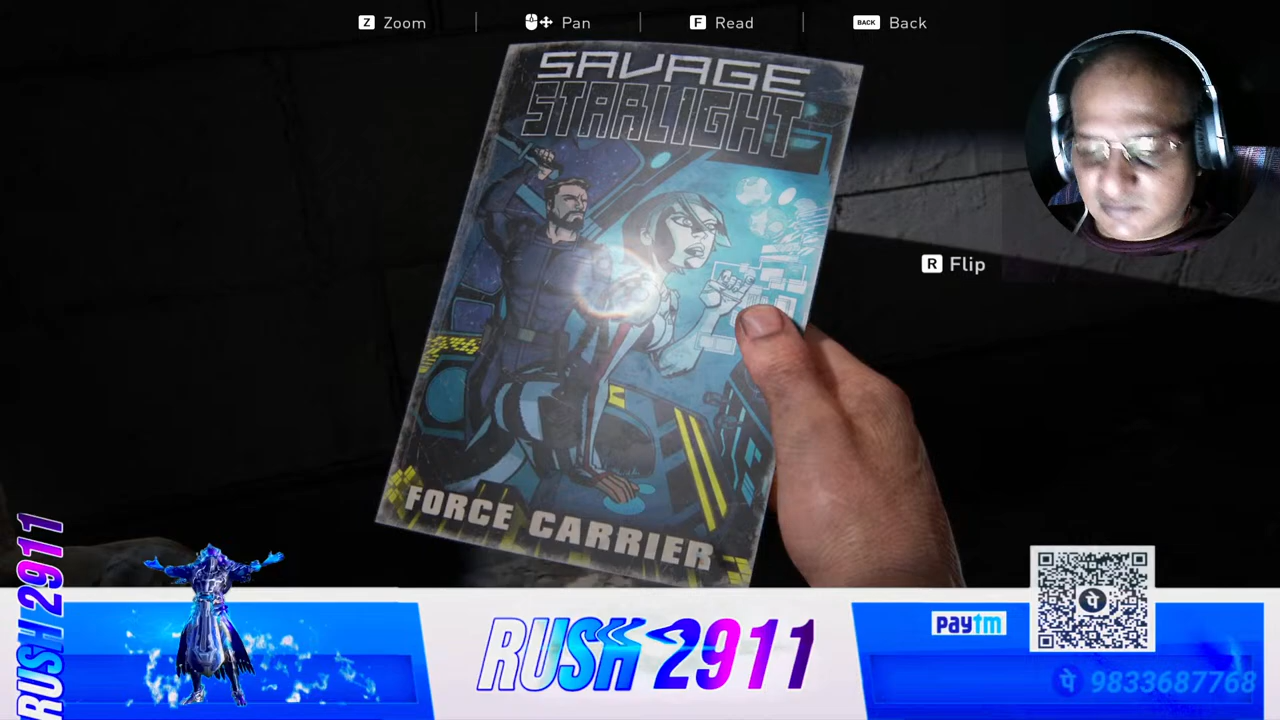 Z Zoom
Pan
F Read
BACK Back
SAVAGE
STARLIGHT
R Flip
FORCE CARRIER
RUSH 2911
RUSH 2911
paytm
पे
पे 9833687768